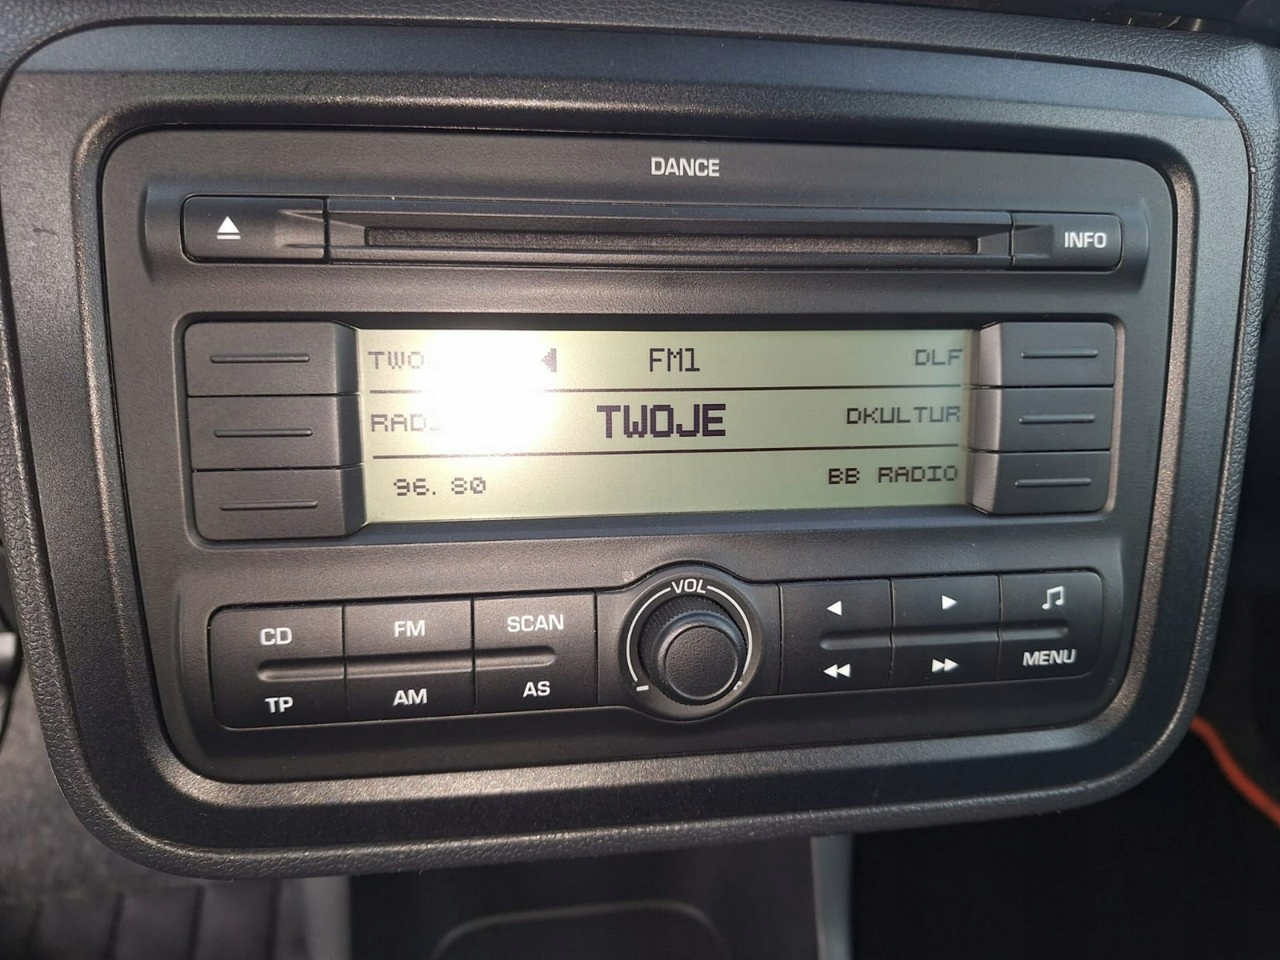 DANCE
INFO
FM1 DLF
TWOJE DKULTUR
96.80 BB RADIO
VOL
CD FM SCAN
TP AM AS MENU